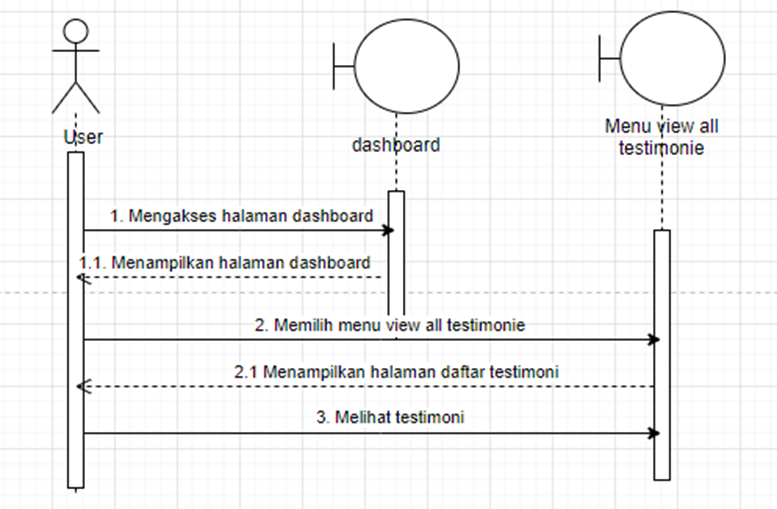 User
dashboard
Menu view all
testimonie
1. Mengakses halaman dashboard
1.1. Menampilkan halaman dashboard
2. Memilih menu view all testimonie
2.1 Menampilkan halaman daftar testimoni
3. Melihat testimoni